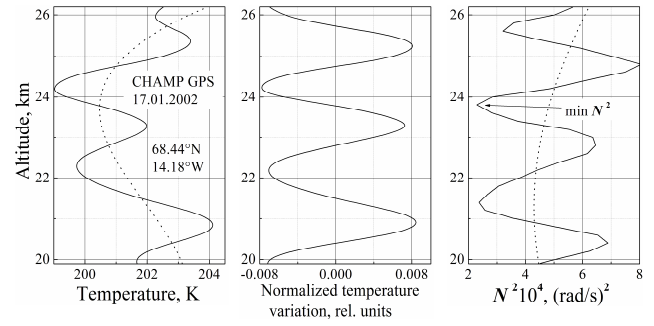 26
24
22
20
Altitude, km
CHAMP GPS
17.01.2002
68.44°N
14.18°W
200 202 204
Temperature, K
26
24
22
20
-0.008 0.000 0.008
Normalized temperature
variation, rel. units
26
24
22
20
min N²
2 4 6 8
N²10⁴, (rad/s)²